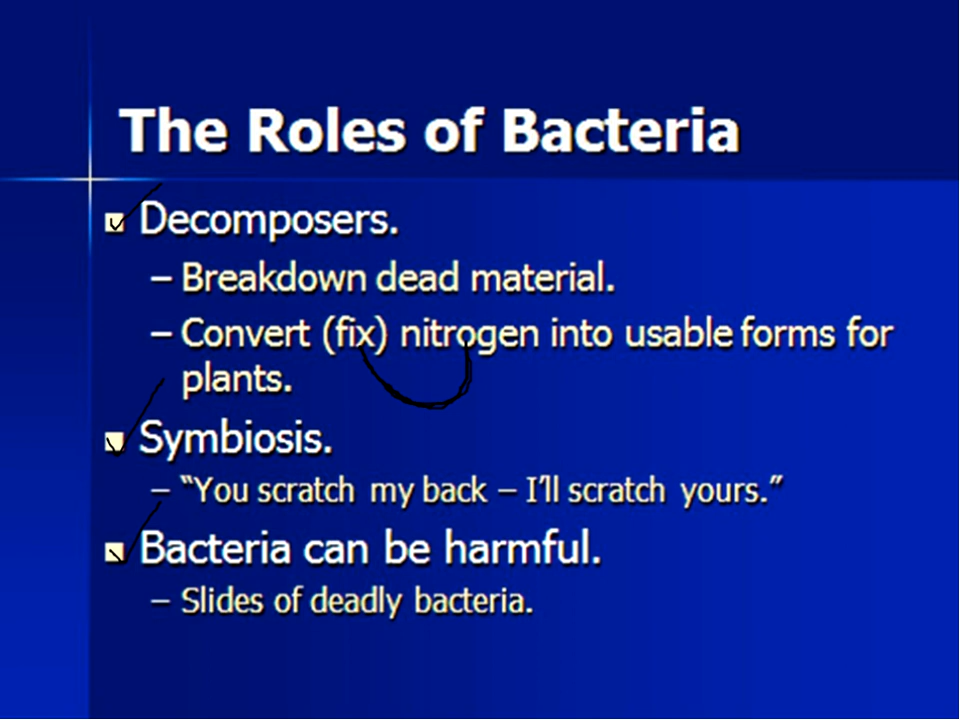 The Roles of Bacteria
Decomposers.
– Breakdown dead material.
– Convert (fix) nitrogen into usable forms for
plants.
Symbiosis.
– “You scratch my back – I’ll scratch yours.”
Bacteria can be harmful.
– Slides of deadly bacteria.